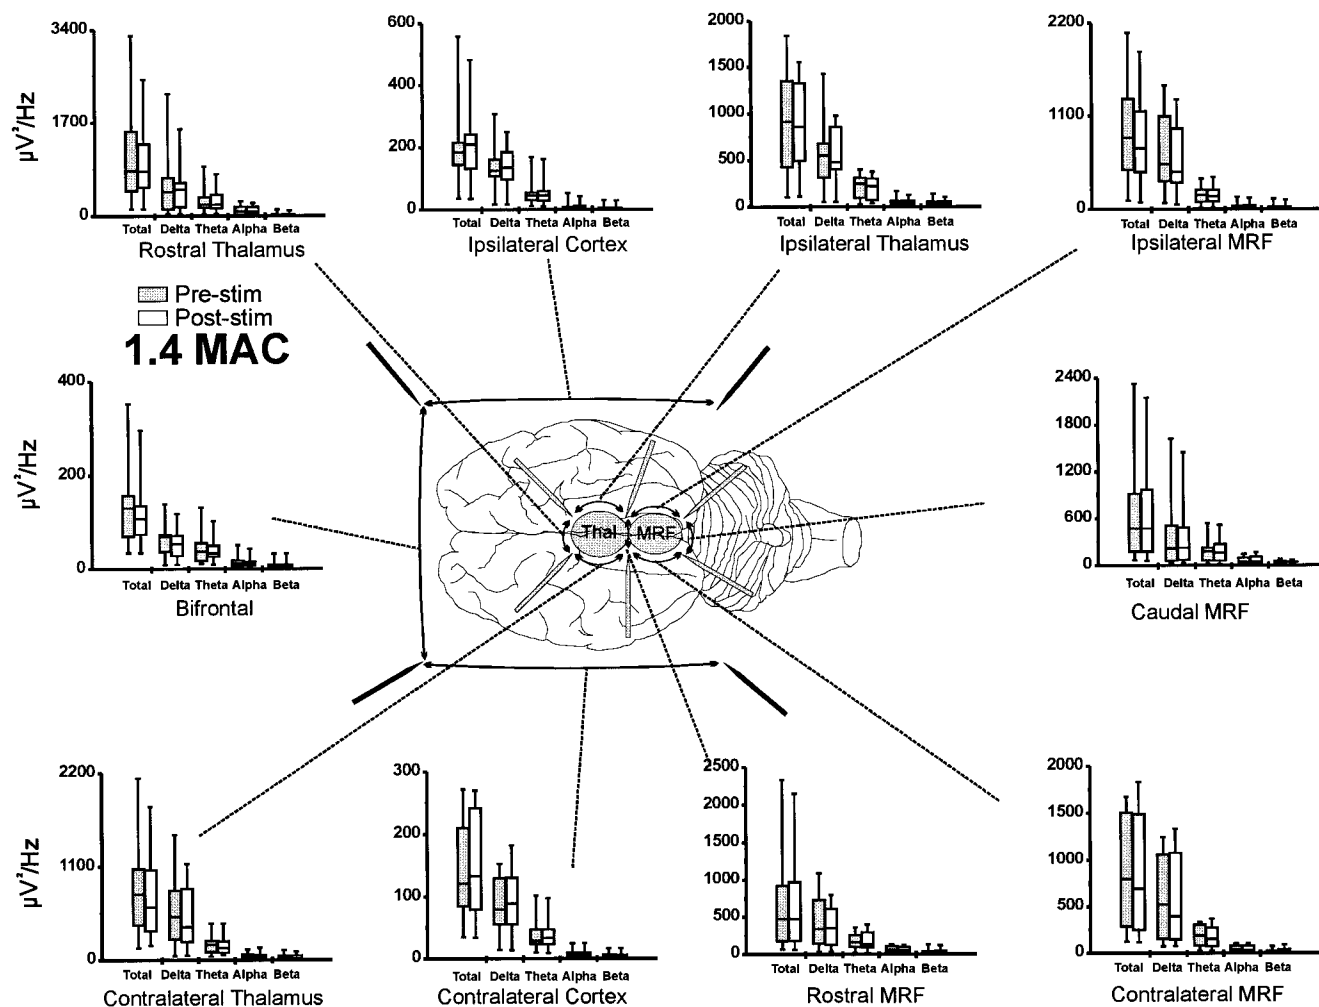 3400
1700
0
μV²/Hz
Total Delta Theta Alpha Beta
Rostral Thalamus
600
400
200
0
Total Delta Theta Alpha Beta
Ipsilateral Cortex
2000
1500
1000
500
0
Total Delta Theta Alpha Beta
Ipsilateral Thalamus
2200
1100
0
Total Delta Theta Alpha Beta
Ipsilateral MRF
Pre-stim
Post-stim
1.4 MAC
400
200
0
μV²/Hz
Total Delta Theta Alpha Beta
Bifrontal
Thal MRF
2400
1200
600
0
Total Delta Theta Alpha Beta
Caudal MRF
2200
1100
0
μV²/Hz
Total Delta Theta Alpha Beta
Contralateral Thalamus
300
200
100
0
Total Delta Theta Alpha Beta
Contralateral Cortex
2500
1500
1000
500
0
Total Delta Theta Alpha Beta
Rostral MRF
2000
1500
1000
500
0
Total Delta Theta Alpha Beta
Contralateral MRF